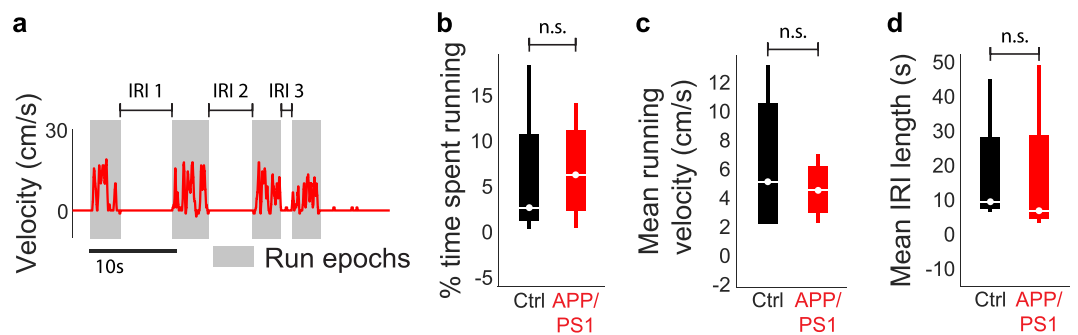 a
IRI 1
IRI 2
IRI 3
Velocity (cm/s)
30
0
10s
Run epochs
b
n.s.
% time spent running
15
10
5
0
-5
Ctrl
APP/
PS1
c
n.s.
Mean running
velocity (cm/s)
12
10
8
6
4
2
0
-2
Ctrl
APP/
PS1
d
n.s.
Mean IRI length (s)
50
40
30
20
10
0
-10
Ctrl
APP/
PS1